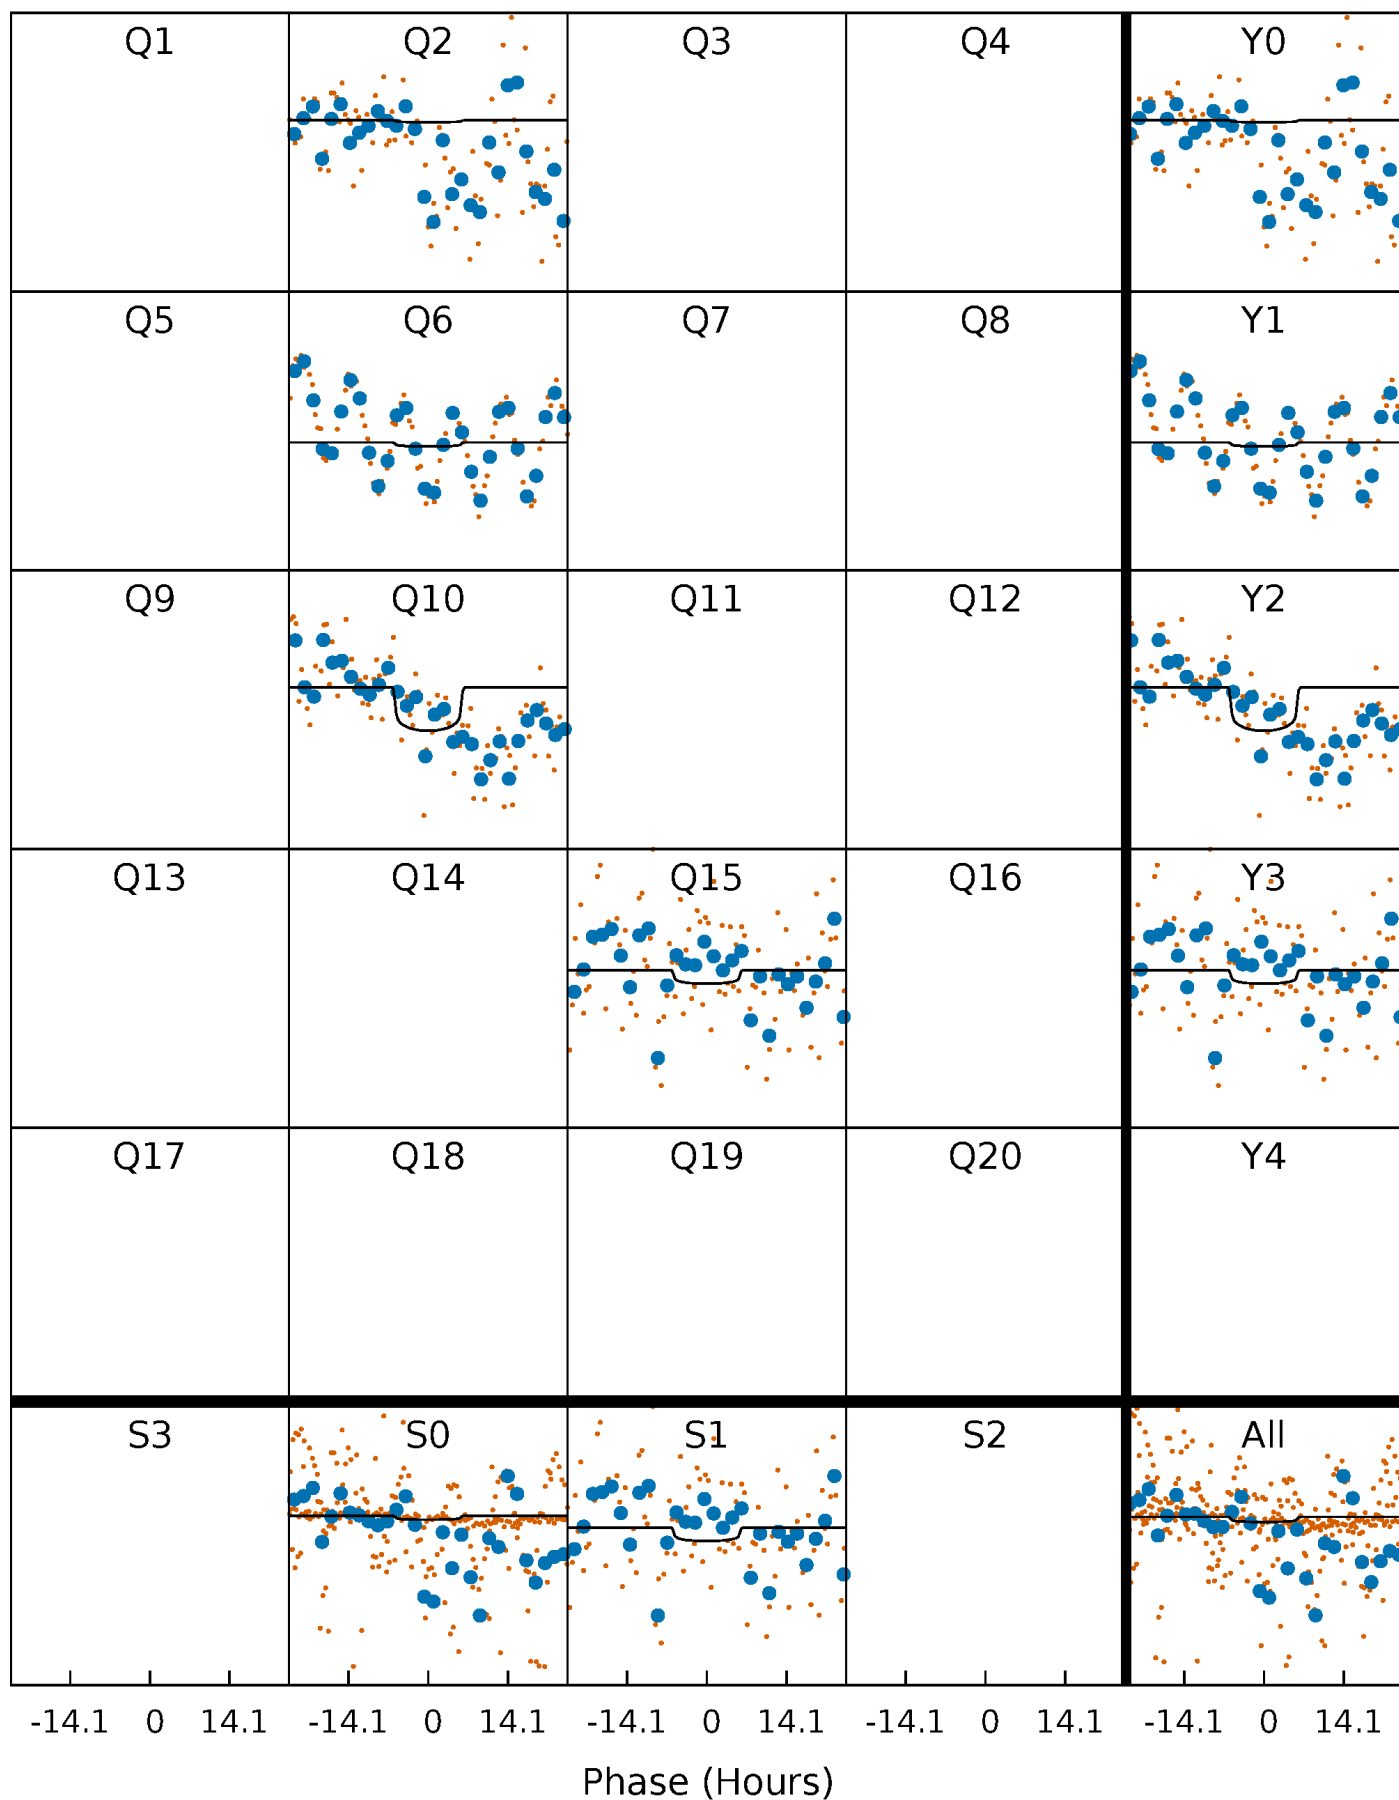 Q1 Q2 Q3 Q4 Y0
Q5 Q6 Q7 Q8 Y1
Q9 Q10 Q11 Q12 Y2
Q13 Q14 Q15 Q16 Y3
Q17 Q18 Q19 Q20 Y4
S3 S0 S1 S2 All
-14.1 0 14.1 -14.1 0 14.1 -14.1 0 14.1 -14.1 0 14.1 -14.1 0 14.1
Phase (Hours)